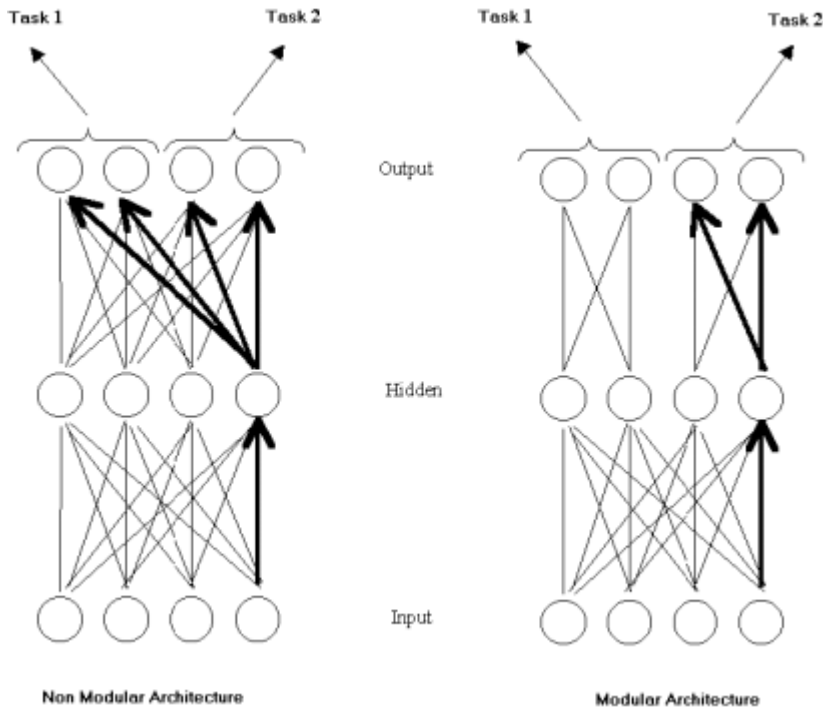 Task 1
Task 2
Task 1
Task 2
Output
Hidden
Input
Non Modular Architecture
Modular Architecture